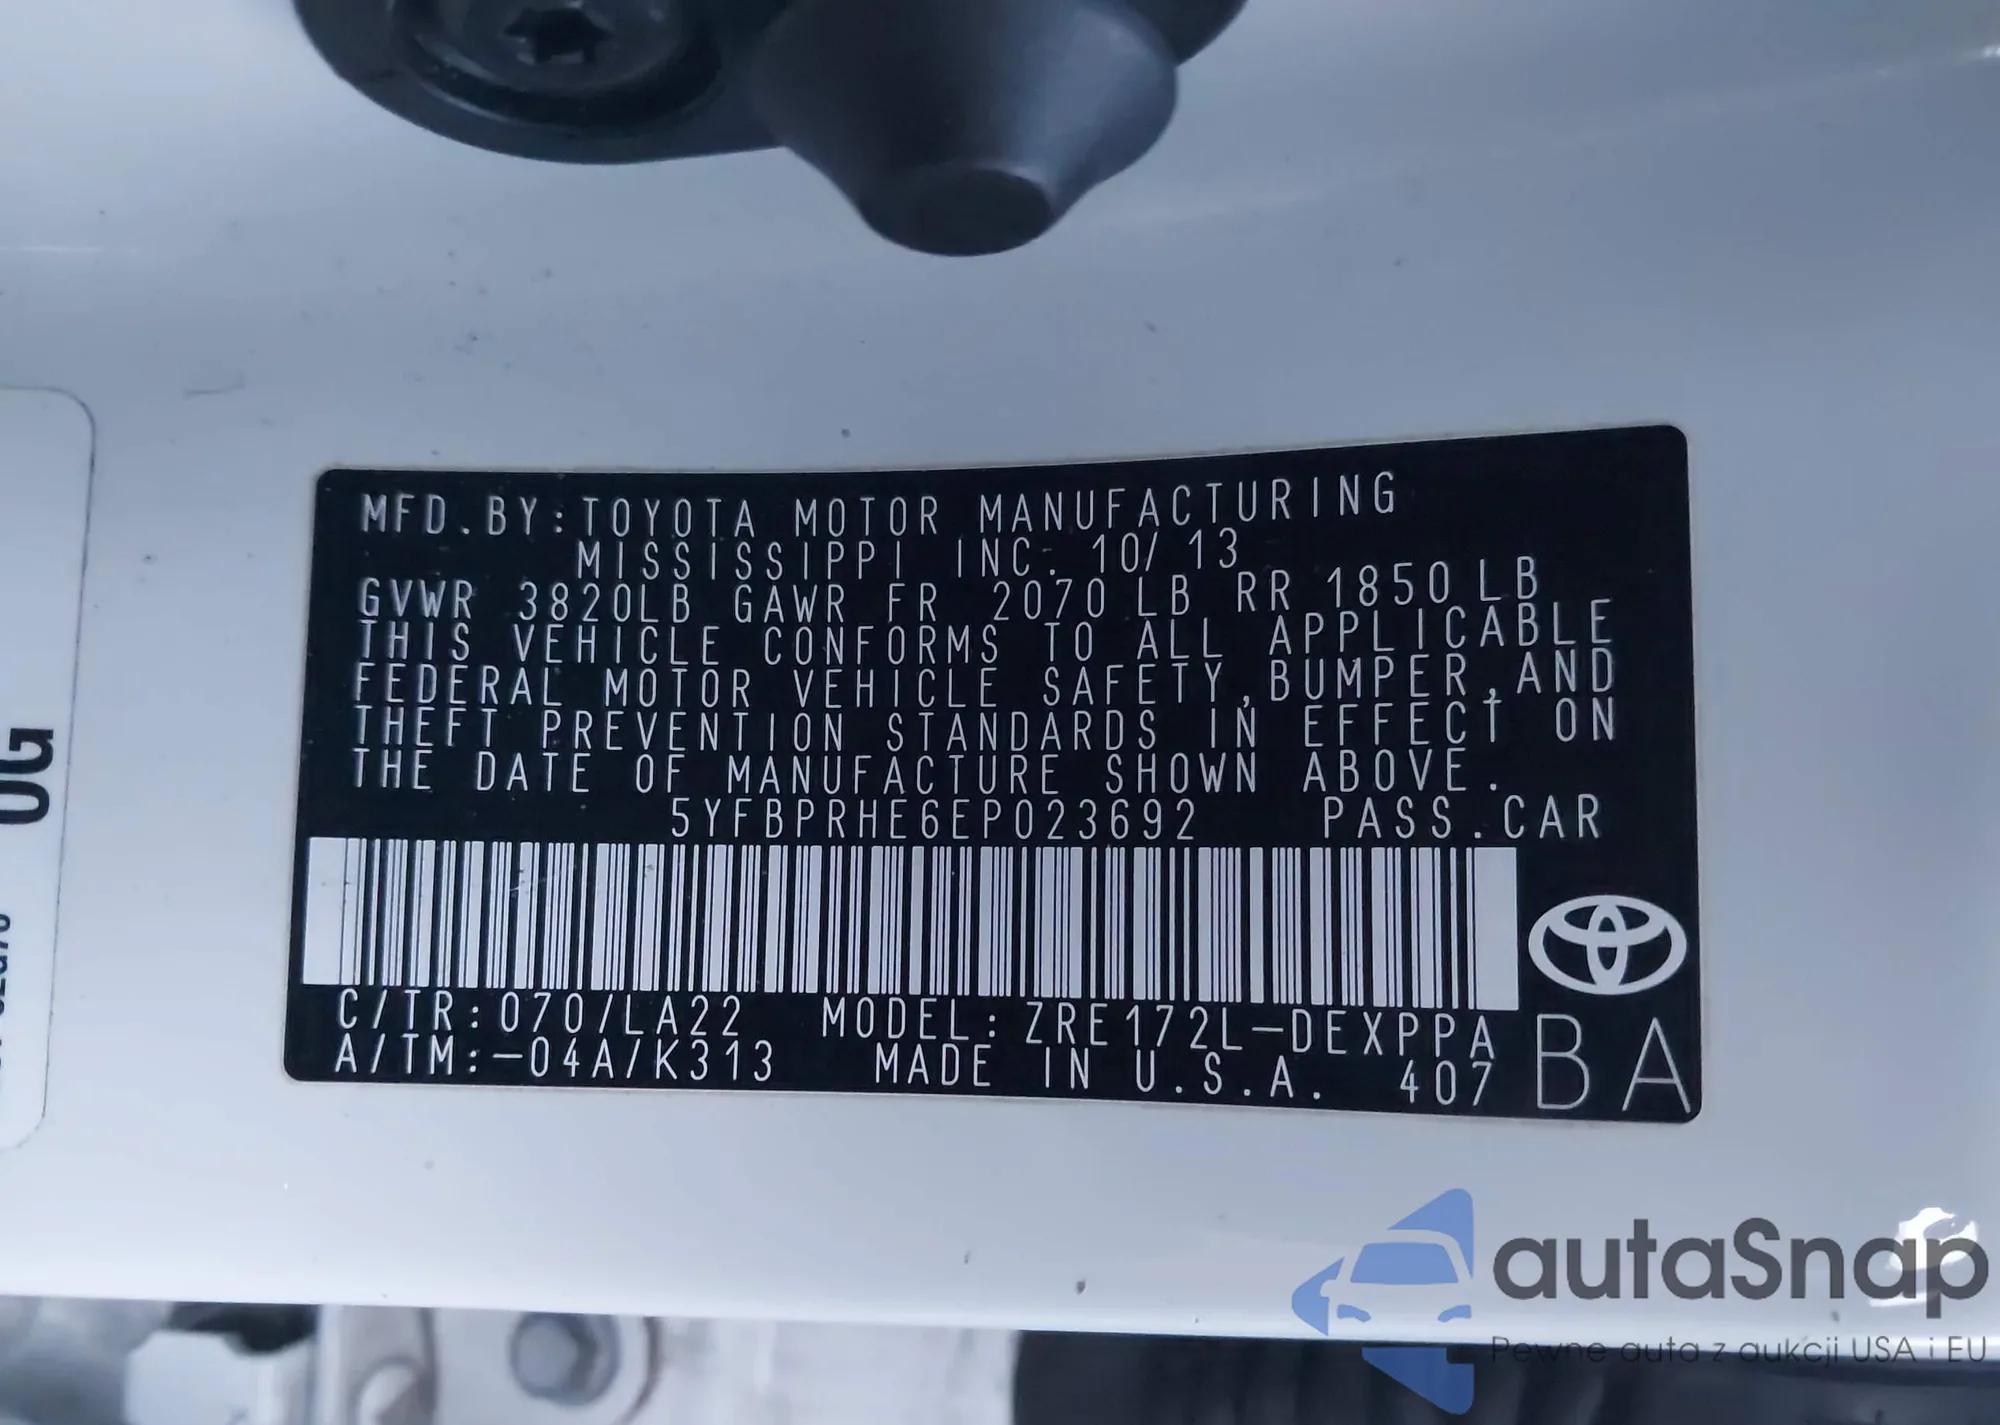 MFD.BY:TOYOTA MOTOR MANUFACTURING
MISSISSIPPI INC. 10/ 13
GVWR 3820LB GAWR FR 2070 LB RR 1850 LB
THIS VEHICLE CONFORMS TO ALL APPLICABLE
FEDERAL MOTOR VEHICLE SAFETY,BUMPER,AND
THEFT PREVENTION STANDARDS IN EFFECT ON
THE DATE OF MANUFACTURE SHOWN ABOVE.
5YFBPRHE6EP023692 PASS.CAR
C/TR:070/LA22 MODEL:ZRE172L-DEXPPA
A/TM:-04A/K313 MADE IN U.S.A. 407
BA
OG
autaSnap
Pewne auta z aukcji USA i EU